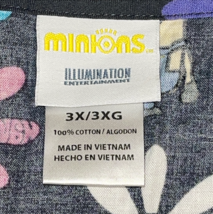 minions
ILLUMINATION
ENTERTAINMENT
3X/3XG
100% COTTON / ALGODON
MADE IN VIETNAM
HECHO EN VIETNAM